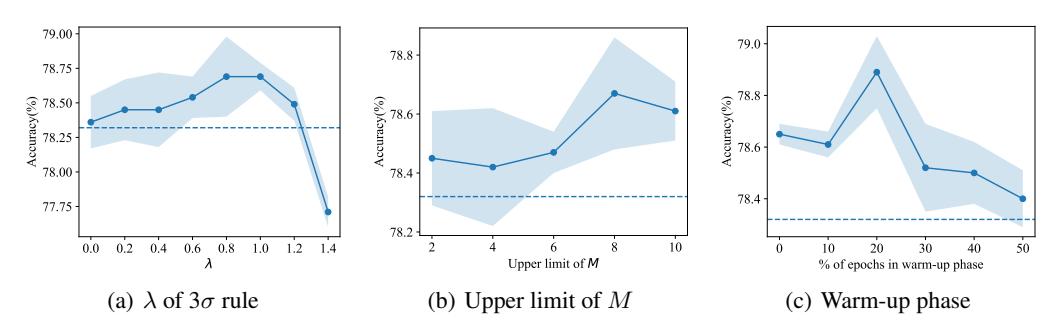 79.00
78.75
78.50
78.25
78.00
77.75
Accuracy(%)
0.0 0.2 0.4 0.6 0.8 1.0 1.2 1.4
λ
(a) λ of 3σ rule
78.8
78.6
78.4
78.2
Accuracy(%)
2 4 6 8 10
Upper limit of M
(b) Upper limit of M
79.0
78.8
78.6
78.4
Accuracy(%)
0 10 20 30 40 50
% of epochs in warm-up phase
(c) Warm-up phase